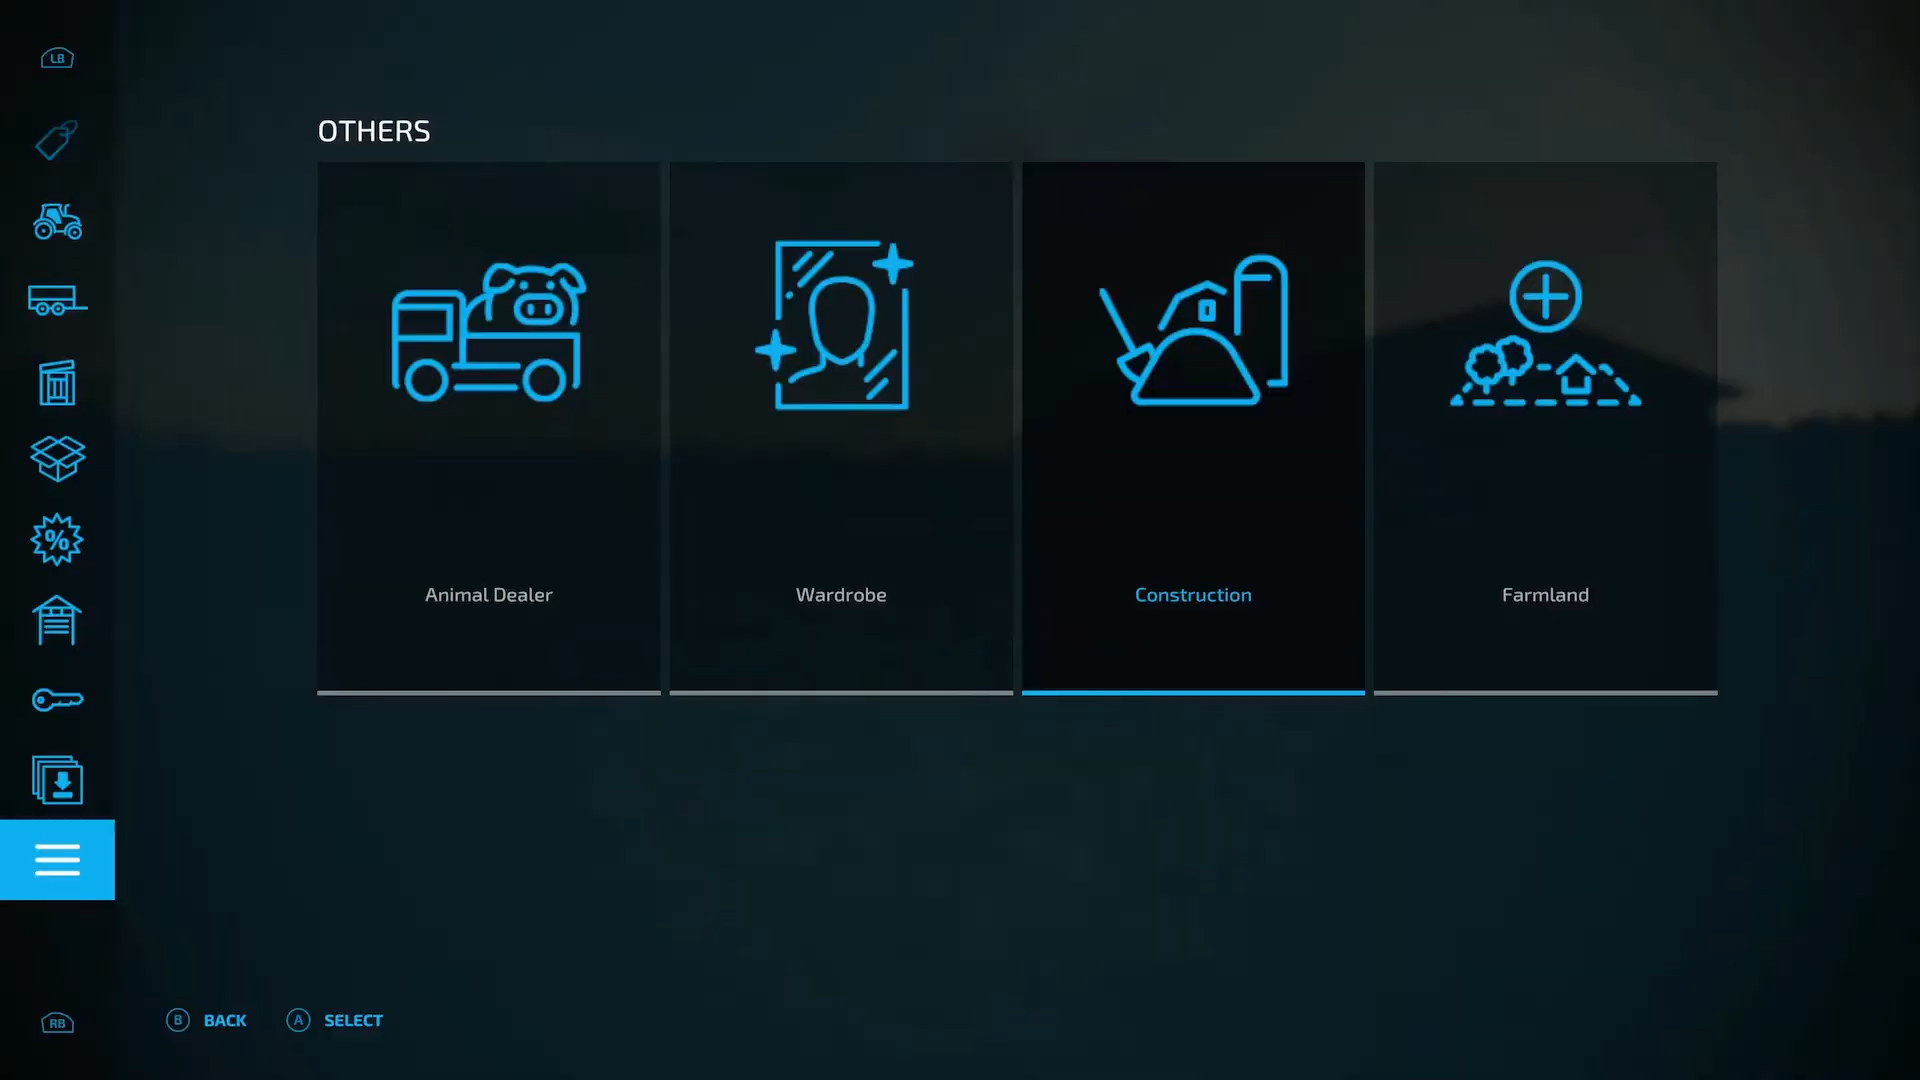 LB
OTHERS
%
Animal Dealer
Wardrobe
Construction
Farmland
RB
B BACK A SELECT